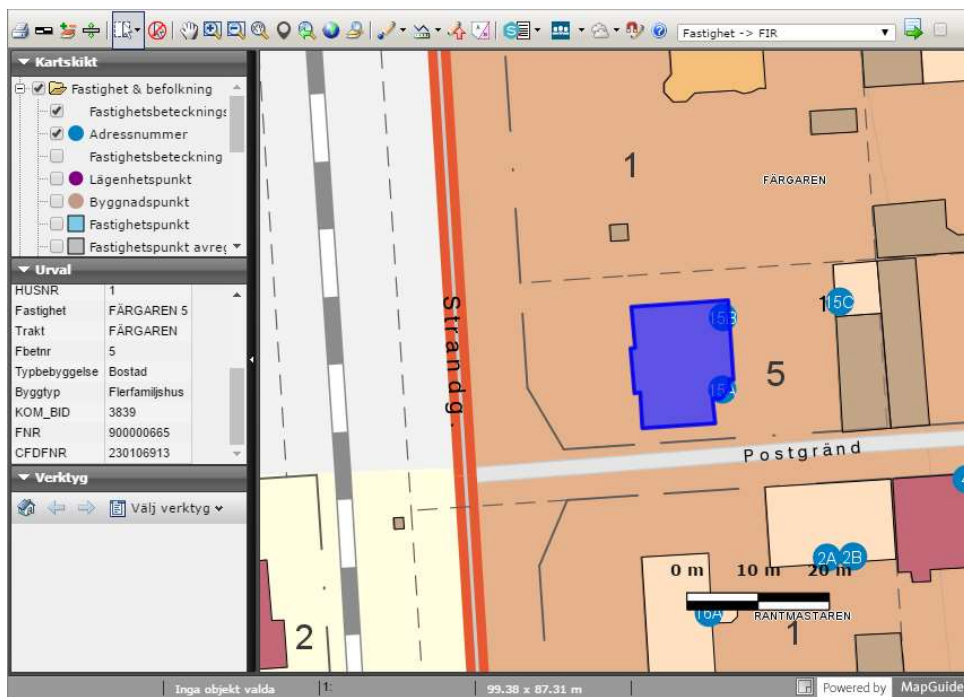 Fastighet -> FIR
Kartskikt
Fastighet & befolkning
Fastighetsbetecknings
Adressnummer
Fastighetsbeteckning
Lägenhetspunkt
Byggnadspunkt
Fastighetspunkt
Fastighetspunkt avreg
Urval
HUSNR 1
Fastighet FÄRGAREN 5
Trakt FÄRGAREN
Fbetnr 5
Typbebyggelse Bostad
Byggtyp Flerfamiljshus
KOM_BID 3839
FNR 900000665
CFDFNR 230106913
Verktyg
Välj verktyg
1
FÄRGAREN
Strandg.
15B
15C
15A
5
Postgränd
2A 2B
0 m 10 m 20 m
16A
RANTMÄSTAREN
2
1
Inga objekt valda 1: 99.38 x 87.31 m
Powered by MapGuide